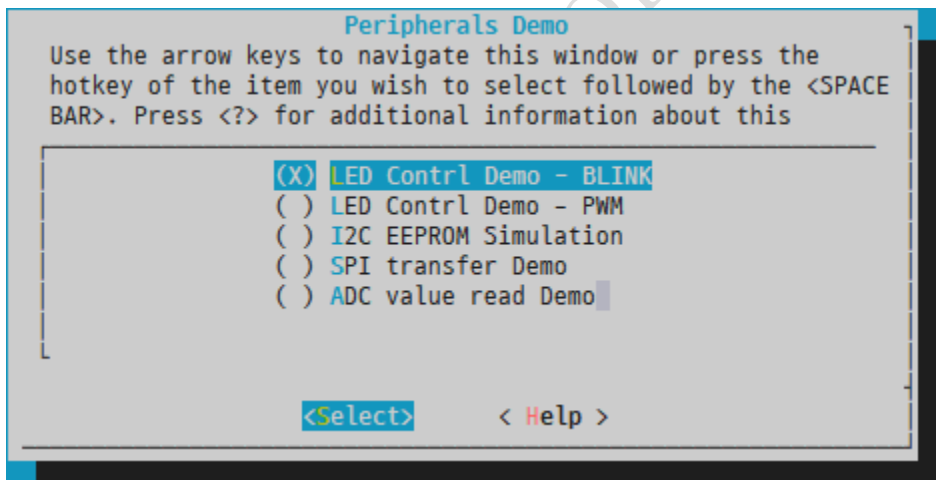 Peripherals Demo
Use the arrow keys to navigate this window or press the
hotkey of the item you wish to select followed by the <SPACE
BAR>. Press <?> for additional information about this
(X) LED Contrl Demo – BLINK
( ) LED Contrl Demo – PWM
( ) I2C EEPROM Simulation
( ) SPI transfer Demo
( ) ADC value read Demo
<Select> < Help >